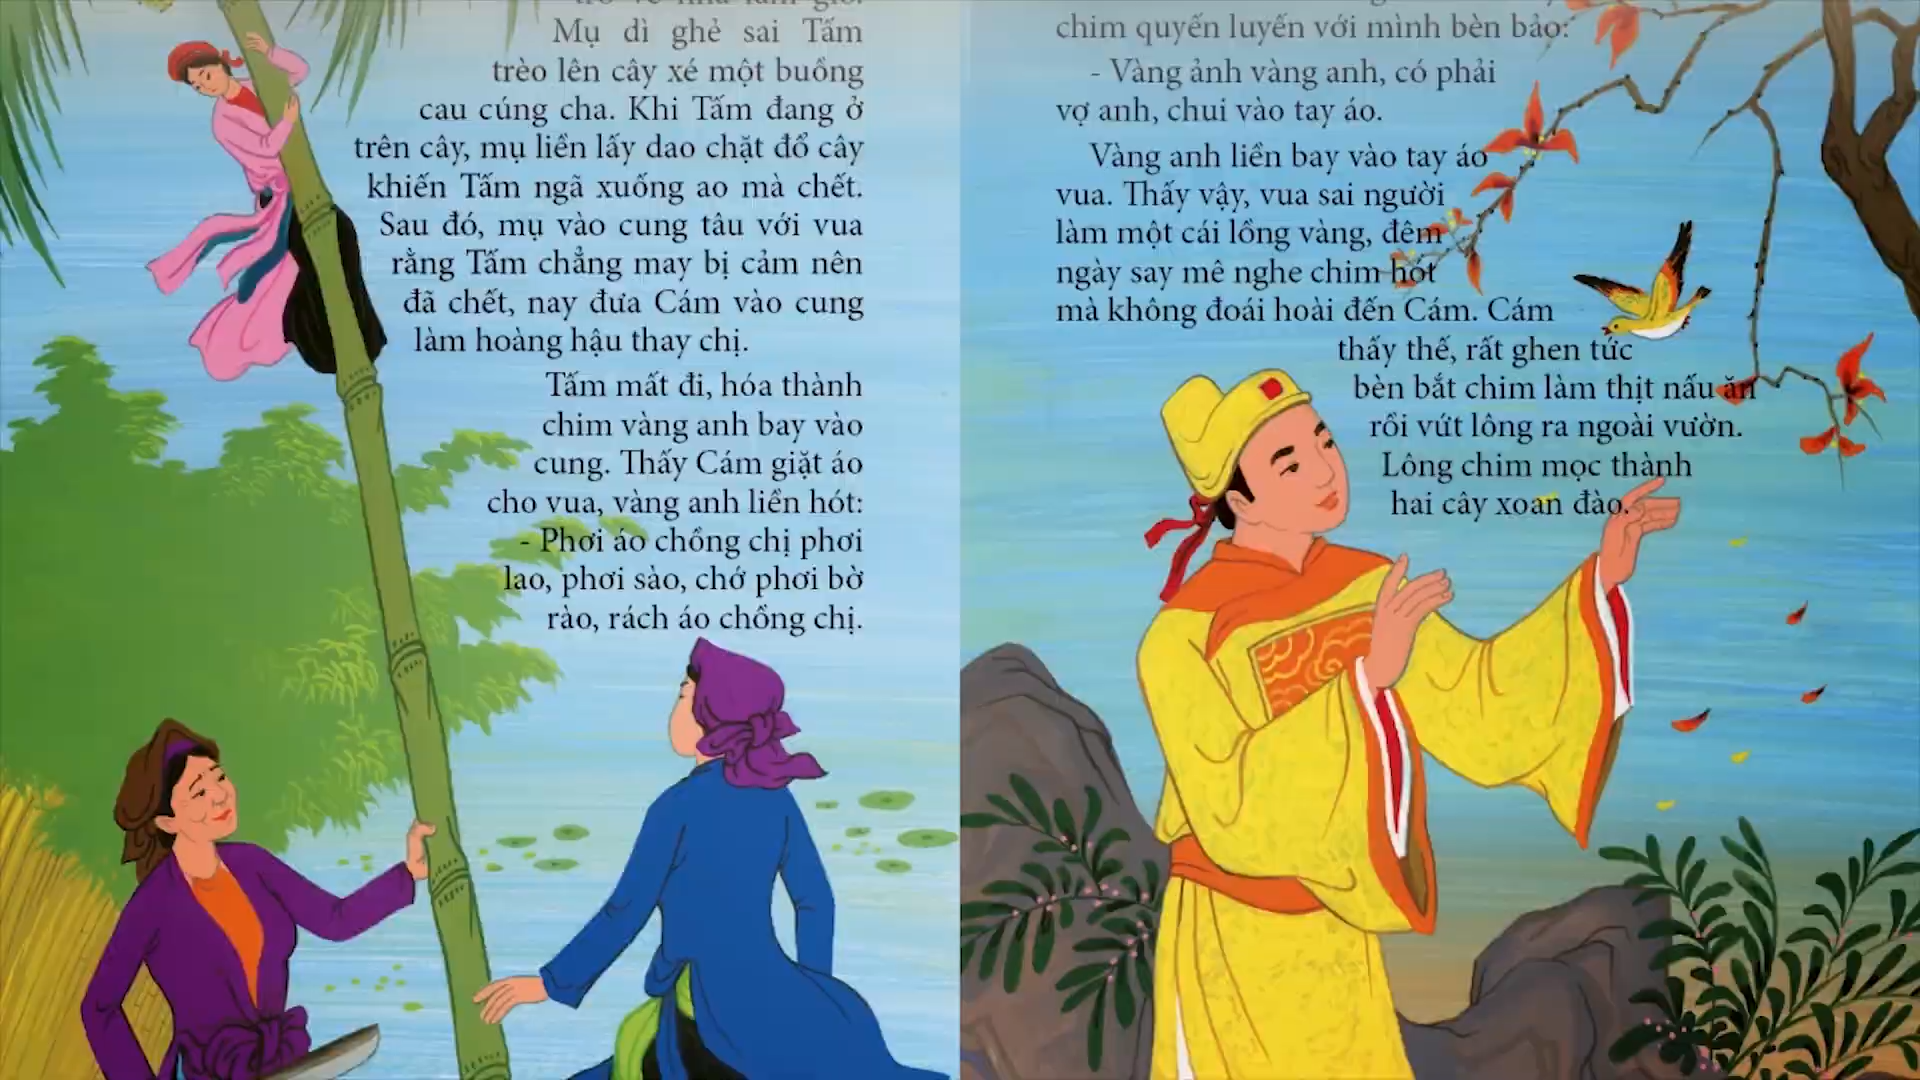 Mụ dì ghẻ sai Tấm
trèo lên cây xé một buồng
cau cúng cha. Khi Tấm đang ở
trên cây, mụ liền lấy dao chặt đổ cây
khiến Tấm ngã xuống ao mà chết.
Sau đó, mụ vào cung tâu với vua
rằng Tấm chẳng may bị cảm nên
đã chết, nay đưa Cám vào cung
làm hoàng hậu thay chị.
Tấm mất đi, hóa thành
chim vàng anh bay vào
cung. Thấy Cám giặt áo
cho vua, vàng anh liền hót:
- Phơi áo chồng chị phơi
lao, phơi sào, chớ phơi bờ
rào, rách áo chồng chị.
chim quyến luyến với mình bèn bảo:
- Vàng ảnh vàng anh, có phải
vợ anh, chui vào tay áo.
Vàng anh liền bay vào tay áo
vua. Thấy vậy, vua sai người
làm một cái lồng vàng, đêm
ngày say mê nghe chim hót
mà không đoái hoài đến Cám. Cám
thấy thế, rất ghen tức
bèn bắt chim làm thịt nấu ăn
rồi vứt lông ra ngoài vườn.
Lông chim mọc thành
hai cây xoan đào.